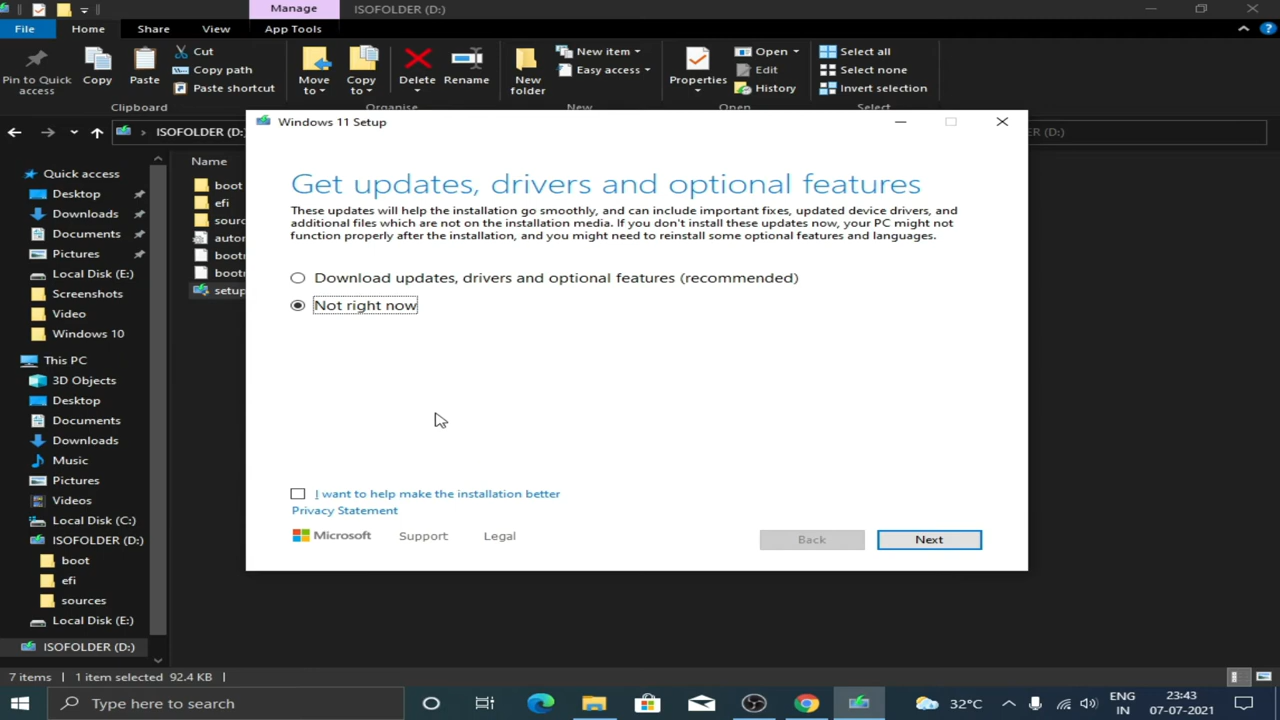 Manage
ISOFOLDER (D:)
File
Home
Share
View
App Tools
Pin to Quick access
Copy
Paste
Cut
Copy path
Paste shortcut
Clipboard
Move to
Copy to
Delete
Rename
Organise
New folder
New item
Easy access
New
Properties
Open
Edit
History
Open
Select all
Select none
Invert selection
Select
ISOFOLDER (D:)
(D:)
Quick access
Desktop
Downloads
Documents
Pictures
Local Disk (E:)
Screenshots
Video
Windows 10
This PC
3D Objects
Desktop
Documents
Downloads
Music
Pictures
Videos
Local Disk (C:)
ISOFOLDER (D:)
boot
efi
sources
Local Disk (E:)
ISOFOLDER (D:)
Name
boot
efi
sourc
autor
bootr
bootr
setup
Windows 11 Setup
Get updates, drivers and optional features
These updates will help the installation go smoothly, and can include important fixes, updated device drivers, and
additional files which are not on the installation media. If you don't install these updates now, your PC might not
function properly after the installation, and you might need to reinstall some optional features and languages.
Download updates, drivers and optional features (recommended)
Not right now
I want to help make the installation better
Privacy Statement
Microsoft
Support
Legal
Back
Next
7 items
1 item selected 92.4 KB
Type here to search
32°C
ENG
IN
23:43
07-07-2021